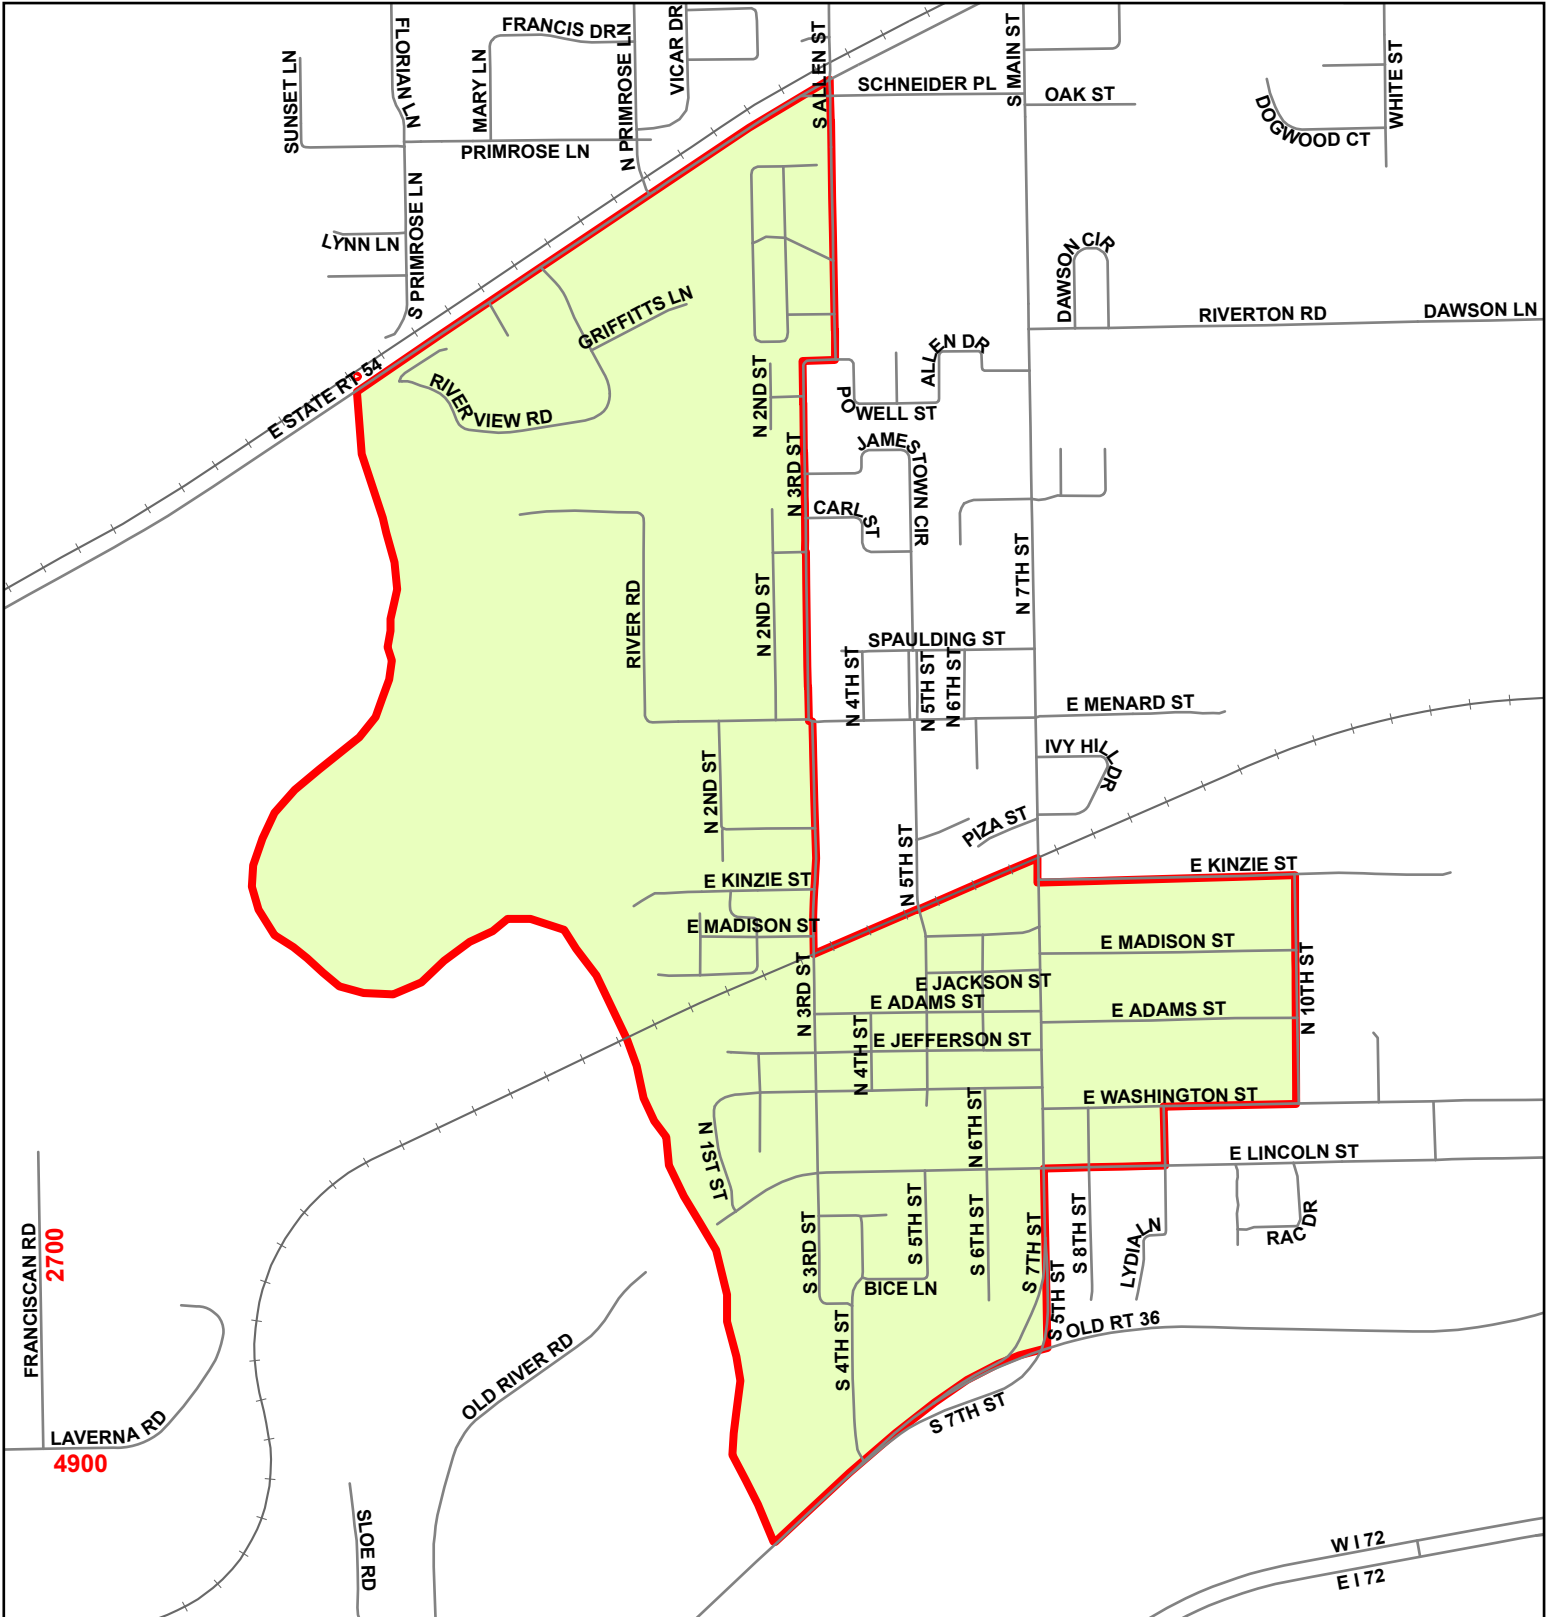 FLORIAN LN
FRANCIS DR
N PRIMROSE LN
VICAR DR
S ALLEN ST
S MAIN ST
SUNSET LN
MARY LN
PRIMROSE LN
SCHNEIDER PL
OAK ST
DOGWOOD CT
WHITE ST
S PRIMROSE LN
LYNN LN
DAWSON CIR
RIVERTON RD
DAWSON LN
GRIFFITTS LN
E STATE RT 54
RIVER VIEW RD
N 2ND ST
ALLEN DR
POWELL ST
N 3RD ST
JAMESTOWN CIR
CARL ST
N 7TH ST
RIVER RD
N 2ND ST
SPAULDING ST
N 4TH ST
N 5TH ST
N 6TH ST
E MENARD ST
IVY HILL DR
N 2ND ST
PIZA ST
N 5TH ST
E KINZIE ST
E KINZIE ST
E MADISON ST
E MADISON ST
N 10TH ST
N 3RD ST
E JACKSON ST
E ADAMS ST
E ADAMS ST
E JEFFERSON ST
N 4TH ST
E WASHINGTON ST
N 6TH ST
N 1ST ST
E LINCOLN ST
S 3RD ST
S 5TH ST
S 6TH ST
S 7TH ST
S 8TH ST
LYDIA LN
RAC DR
BICE LN
S 5TH ST
OLD RT 36
S 4TH ST
S 7TH ST
FRANCISCAN RD
2700
LAVERNA RD
4900
OLD RIVER RD
SLOE RD
W I 72
E I 72